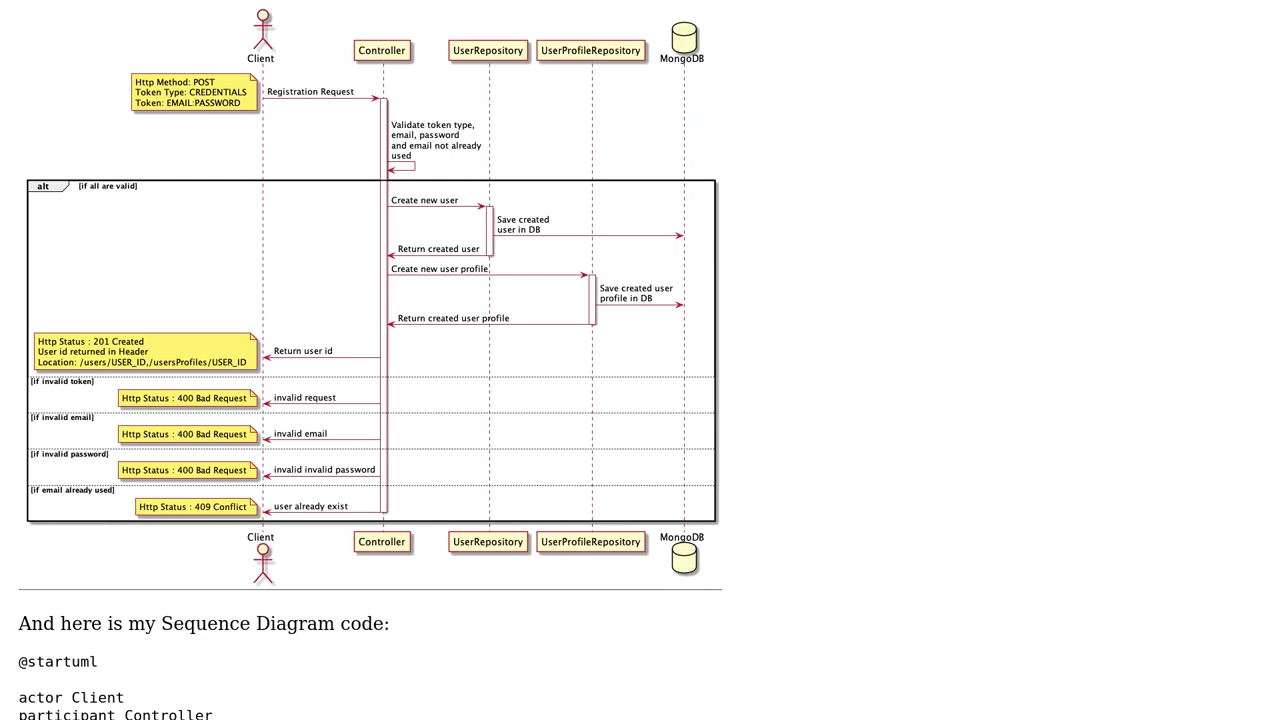 Client
Controller
UserRepository
UserProfileRepository
MongoDB
Http Method: POST
Token Type: CREDENTIALS
Token: EMAIL:PASSWORD
Registration Request
Validate token type,
email, password
and email not already
used
alt
[if all are valid]
Create new user
Save created
user in DB
Return created user
Create new user profile
Save created user
profile in DB
Return created user profile
Http Status : 201 Created
User id returned in Header
Location: /users/USER_ID,/usersProfiles/USER_ID
Return user id
[if invalid token]
Http Status : 400 Bad Request
invalid request
[if invalid email]
Http Status : 400 Bad Request
invalid email
[if invalid password]
Http Status : 400 Bad Request
invalid invalid password
[if email already used]
Http Status : 409 Conflict
user already exist
Client
Controller
UserRepository
UserProfileRepository
MongoDB
And here is my Sequence Diagram code:
@startuml
actor Client
participant Controller